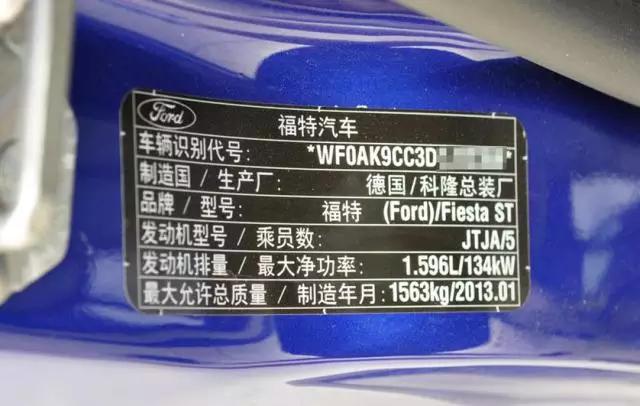 Ford
福特汽车
车辆识别代号: *WF0AK9CC3D *
制造国 / 生产厂: 德国/科隆总装厂
品牌 / 型号: 福特 (Ford)/Fiesta ST
发动机型号 / 乘员数: JTJA/5
发动机排量 / 最大净功率: 1.596L/134kW
最大允许总质量 / 制造年月: 1563kg/2013.01